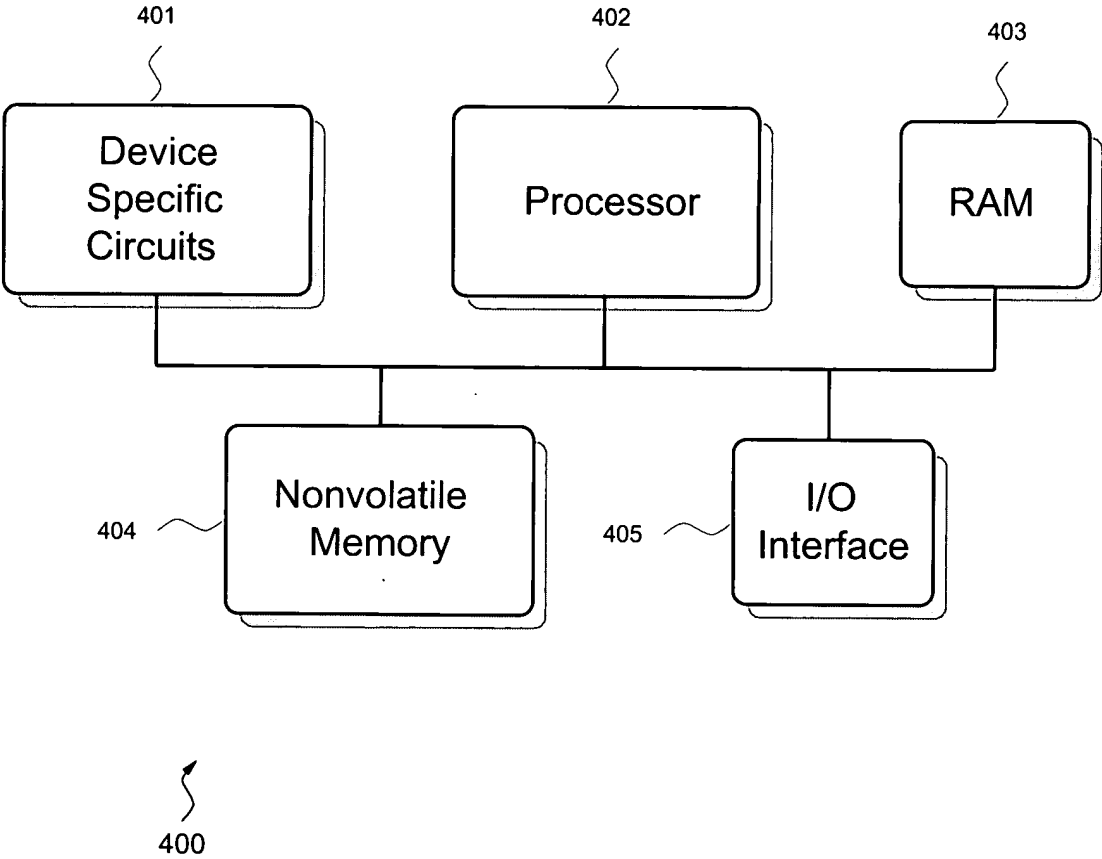 401
402
403
Device
Specific
Circuits
Processor
RAM
404
Nonvolatile
Memory
405
I/O
Interface
400